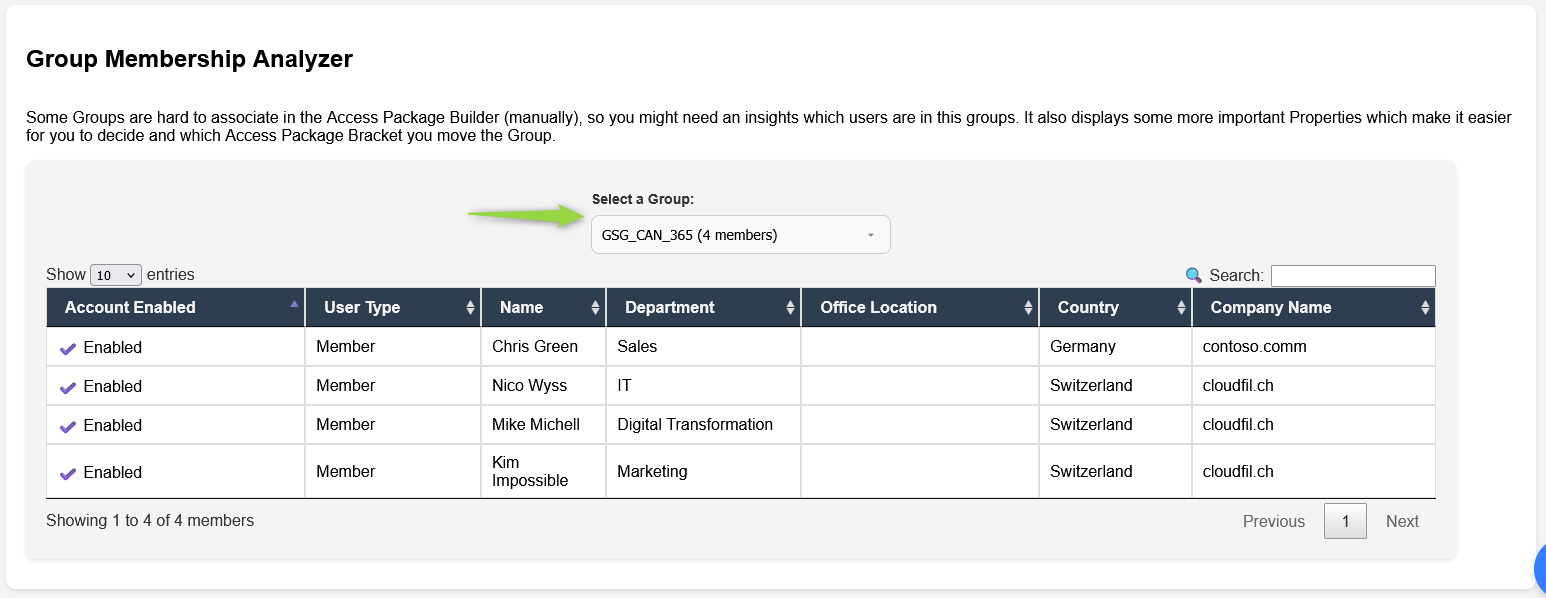 Group Membership Analyzer
Some Groups are hard to associate in the Access Package Builder (manually), so you might need an insights which users are in this groups. It also displays some more important Properties which make it easier
for you to decide and which Access Package Bracket you move the Group.
Select a Group:
GSG_CAN_365 (4 members)
Show 10 entries
Search:
Account Enabled User Type Name Department Office Location Country Company Name
Enabled Member Chris Green Sales Germany contoso.comm
Enabled Member Nico Wyss IT Switzerland cloudfil.ch
Enabled Member Mike Michell Digital Transformation Switzerland cloudfil.ch
Enabled Member Kim Impossible Marketing Switzerland cloudfil.ch
Showing 1 to 4 of 4 members
Previous 1 Next